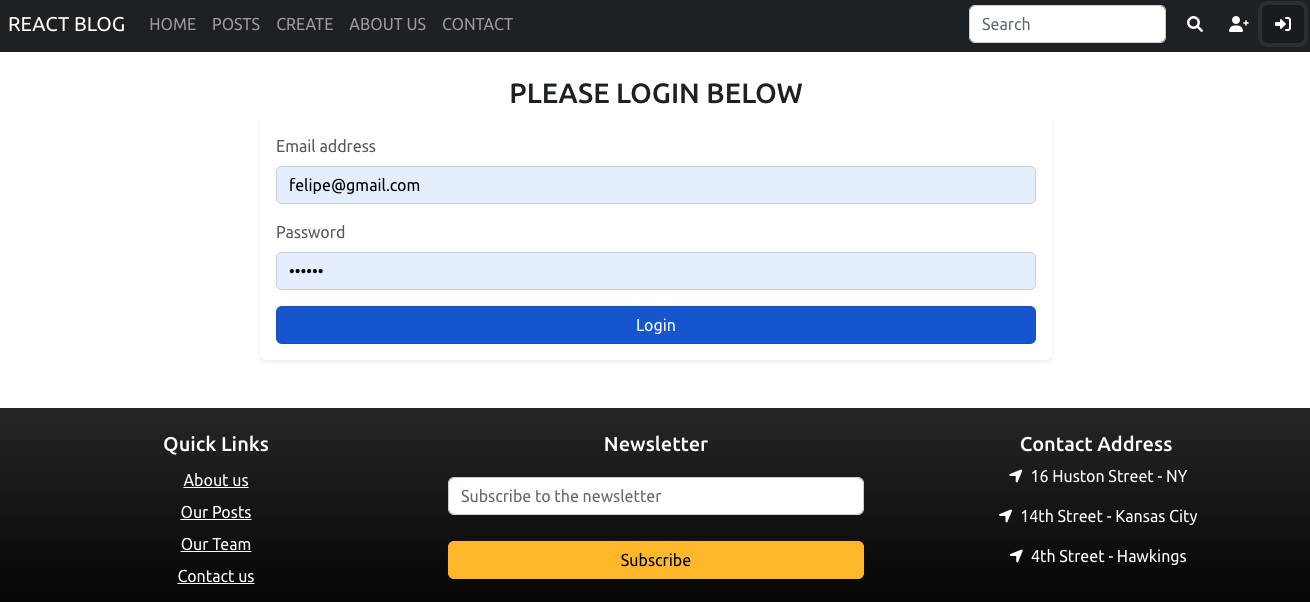 REACT BLOG HOME POSTS CREATE ABOUT US CONTACT Search
PLEASE LOGIN BELOW
Email address
felipe@gmail.com
Password
••••••
Login
Quick Links
About us
Our Posts
Our Team
Contact us
Newsletter
Subscribe to the newsletter
Subscribe
Contact Address
16 Huston Street - NY
14th Street - Kansas City
4th Street - Hawkings